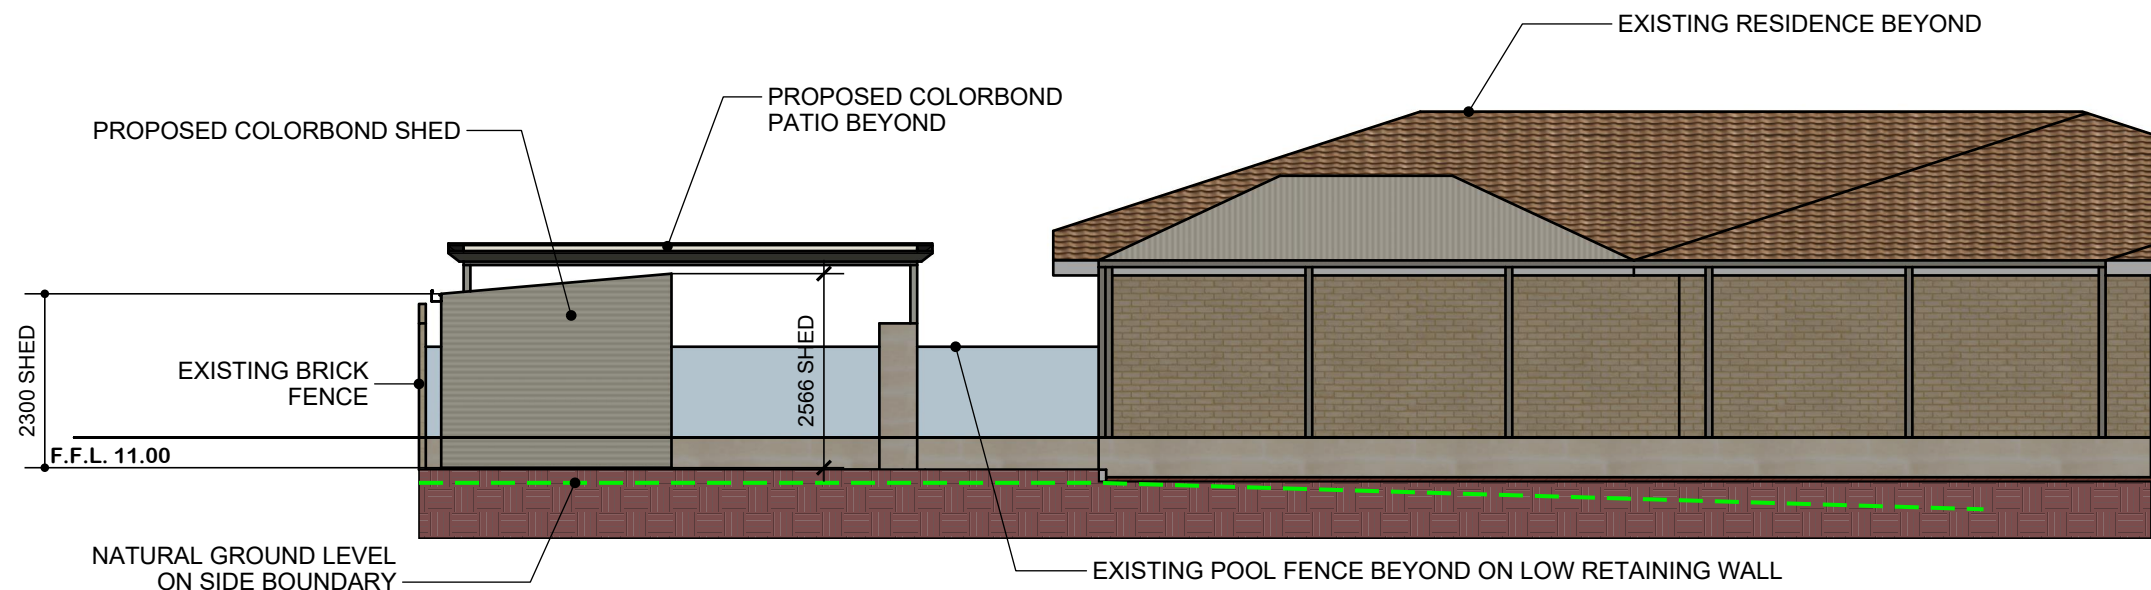 EXISTING RESIDENCE BEYOND
PROPOSED COLORBOND
PATIO BEYOND
PROPOSED COLORBOND SHED
2300 SHED
2566 SHED
EXISTING BRICK
FENCE
F.F.L. 11.00
NATURAL GROUND LEVEL
ON SIDE BOUNDARY
EXISTING POOL FENCE BEYOND ON LOW RETAINING WALL